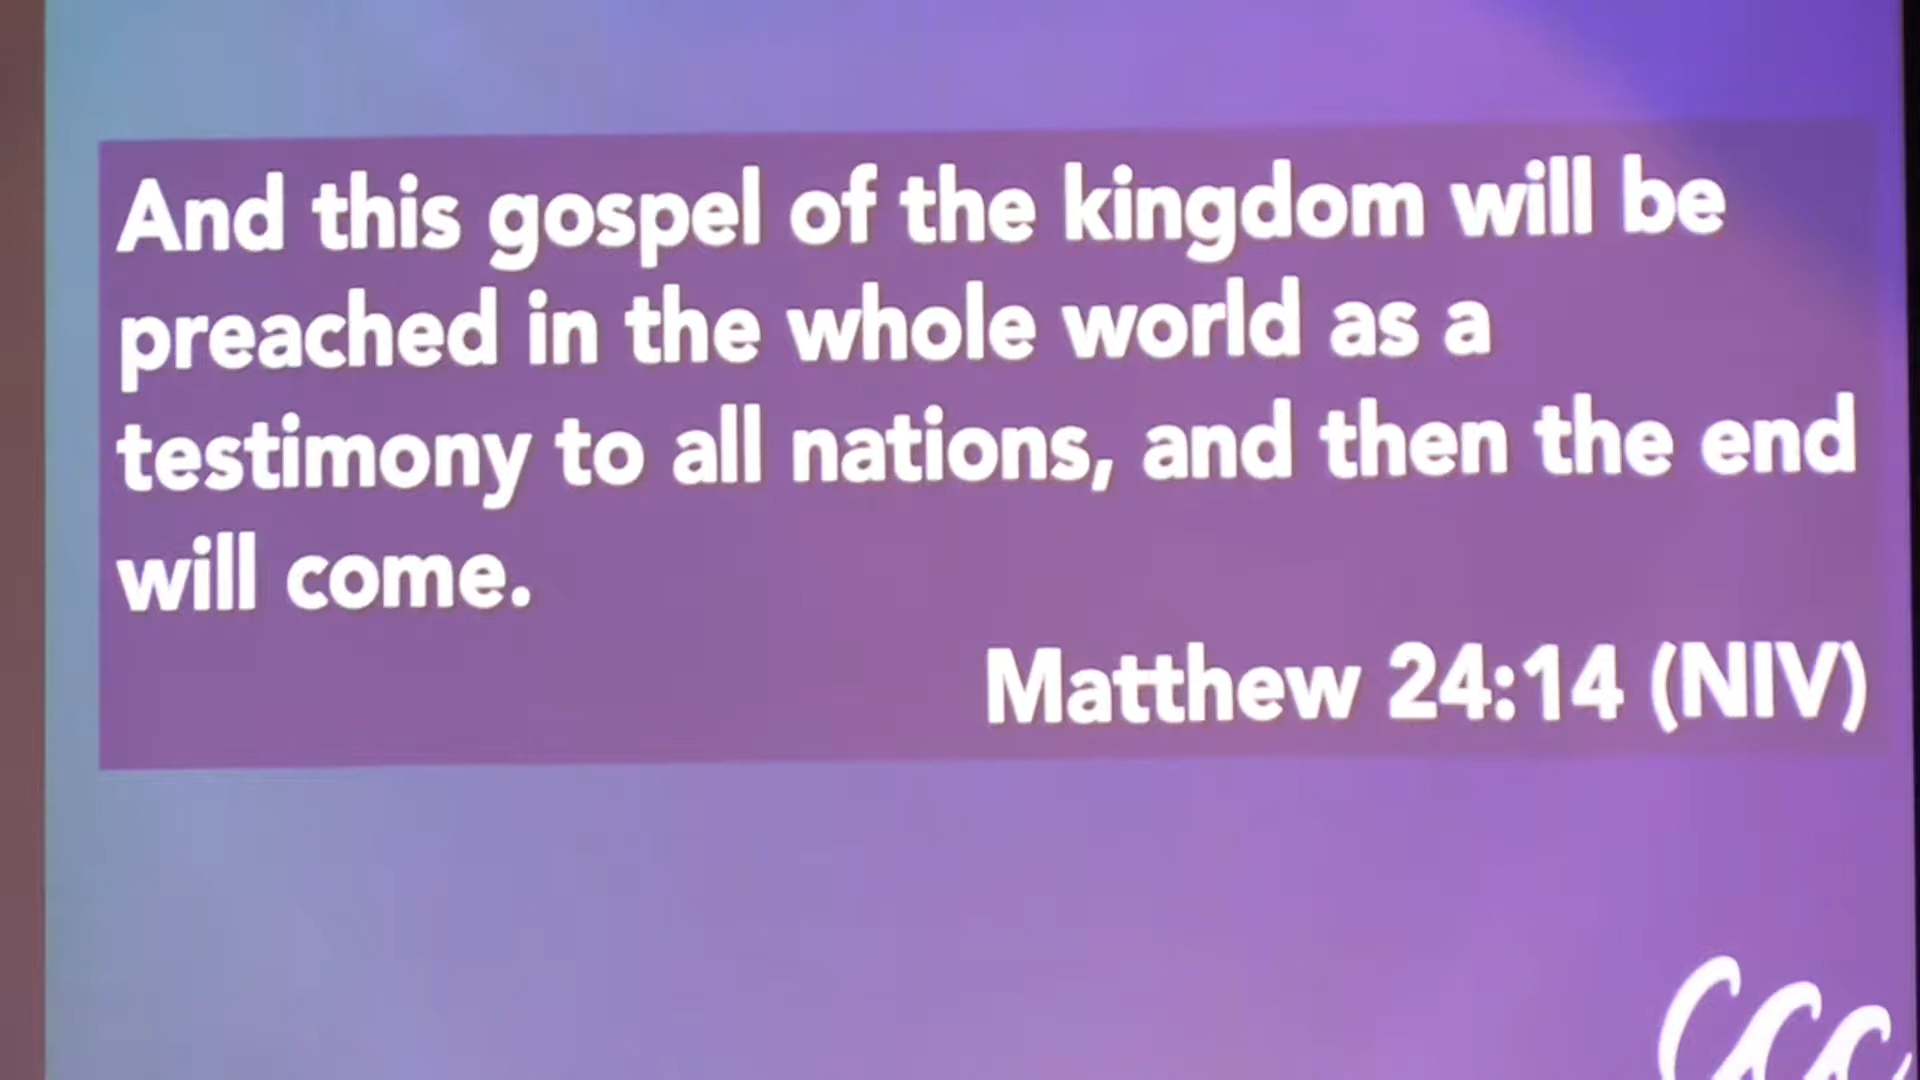 And this gospel of the kingdom will be
preached in the whole world as a
testimony to all nations, and then the end
will come.
Matthew 24:14 (NIV)
ccc